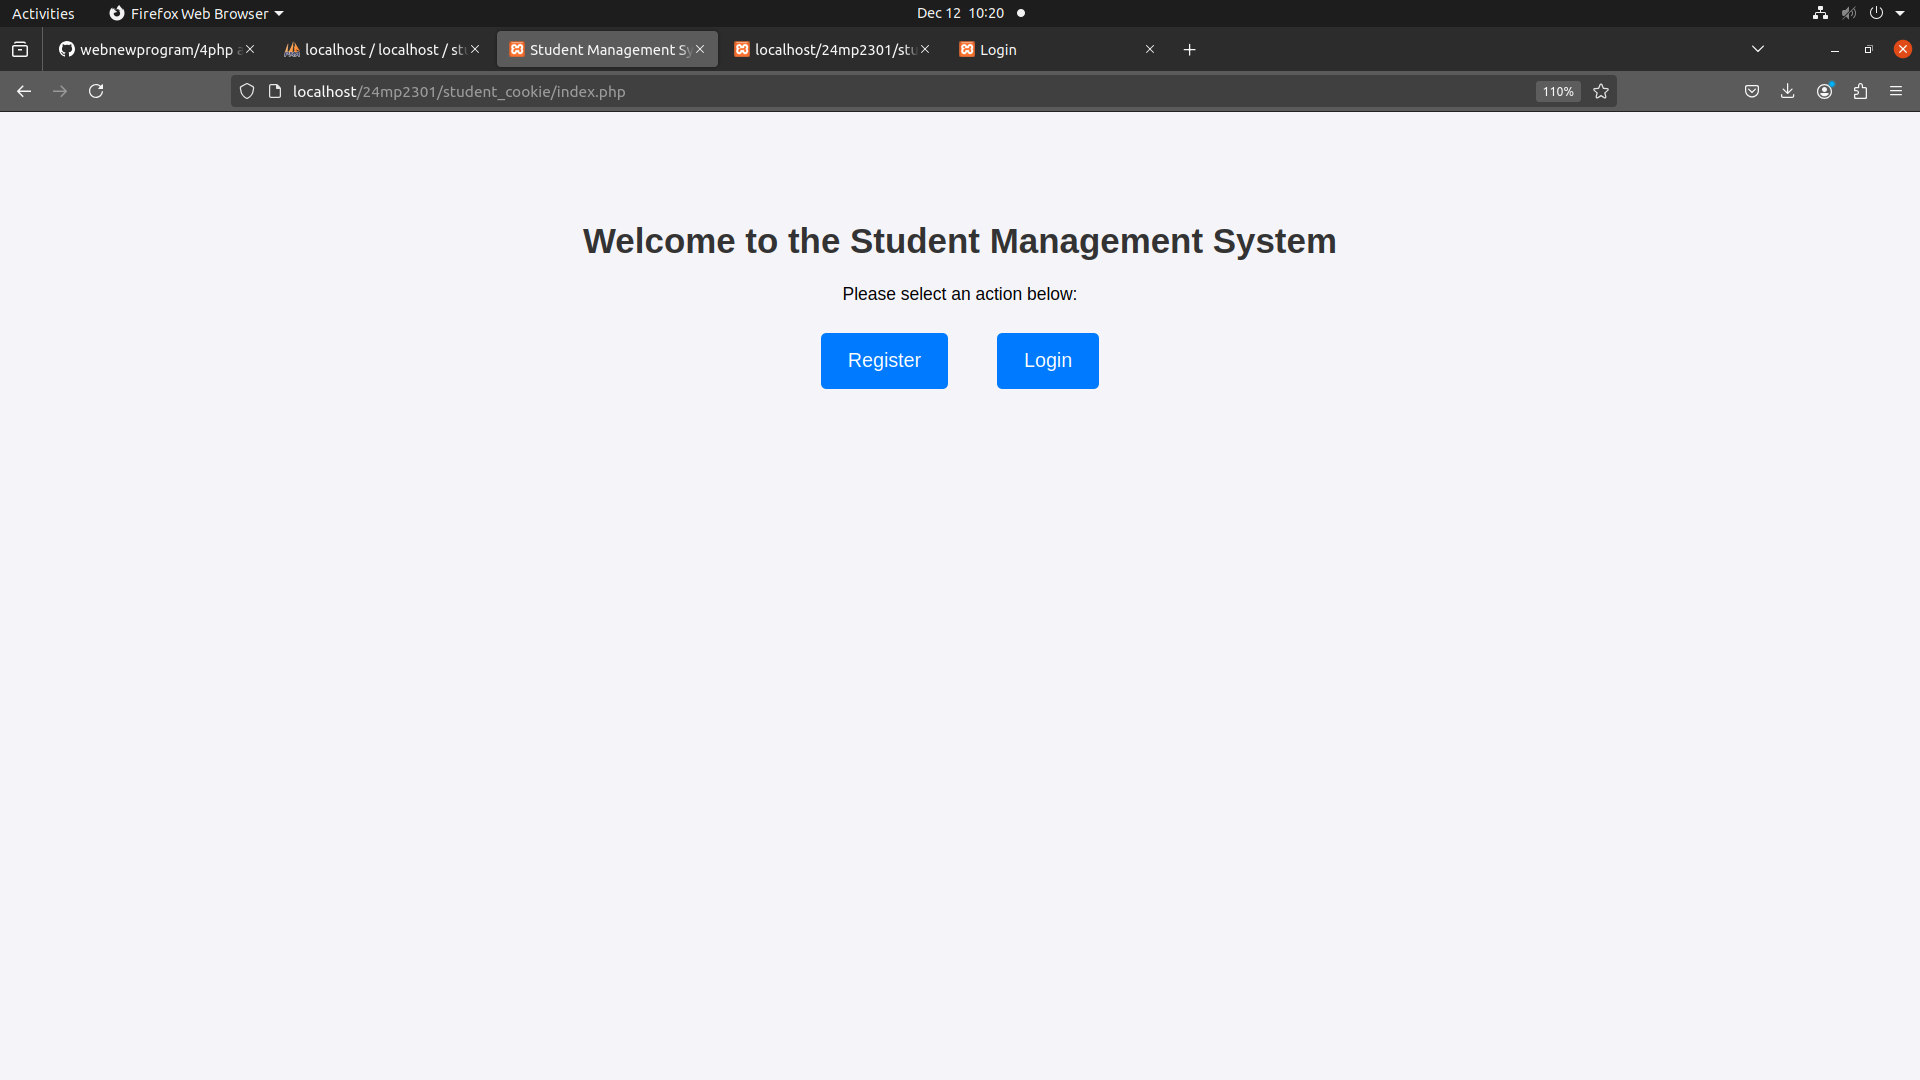 Activities
Firefox Web Browser
Dec 12 10:20
webnewprogram/4php
localhost / localhost / stu
Student Management Sy
localhost/24mp2301/stu
Login
localhost/24mp2301/student_cookie/index.php
110%
Welcome to the Student Management System
Please select an action below:
Register
Login